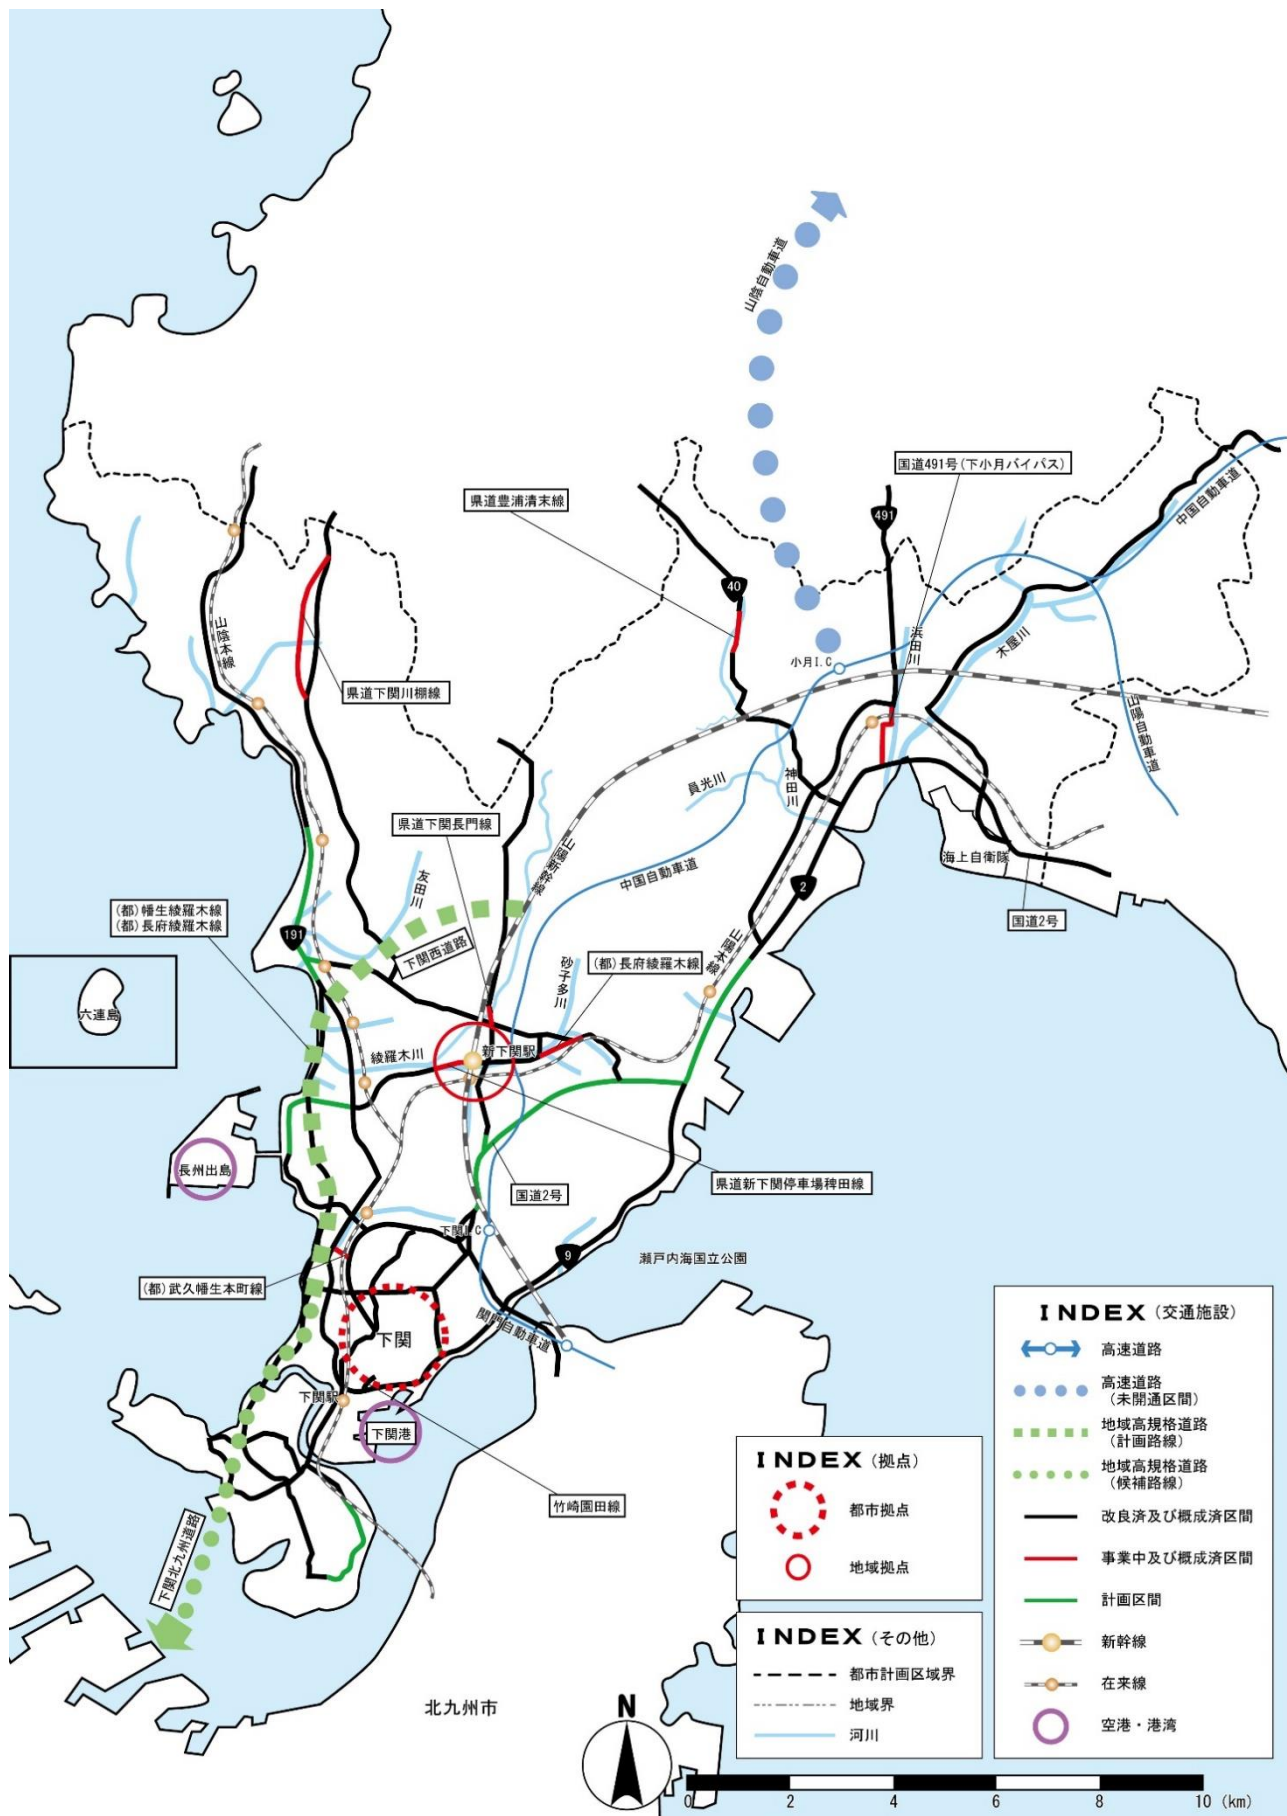 山陰自動車道
国道491号(下小月バイパス)
県道豊浦清末線
491
中国自動車道
40
山陰本線
浜田川
木屋川
小月I.C
県道下関川棚線
山陽自動車道
員光川
神田川
県道下関長門線
山陽新幹線
中国自動車道
海上自衛隊
友田川
2
(都)幡生綾羅木線
(都)長府綾羅木線
国道2号
191
下関西道路
山陽本線
砂子多川
(都)長府綾羅木線
六連島
綾羅木川
新下関駅
長州出島
県道新下関停車場稗田線
国道2号
下関I.C
9
瀬戸内海国立公園
(都)武久幡生本町線
関門自動車道
下関
下関駅
下関港
竹崎園田線
下関北九州道路
北九州市
INDEX(拠点)
都市拠点
地域拠点
INDEX(その他)
都市計画区域界
地域界
河川
INDEX(交通施設)
高速道路
高速道路
(未開通区間)
地域高規格道路
(計画路線)
地域高規格道路
(候補路線)
改良済及び概成済区間
事業中及び概成済区間
計画区間
新幹線
在来線
空港・港湾
N
0 2 4 6 8 10 (km)